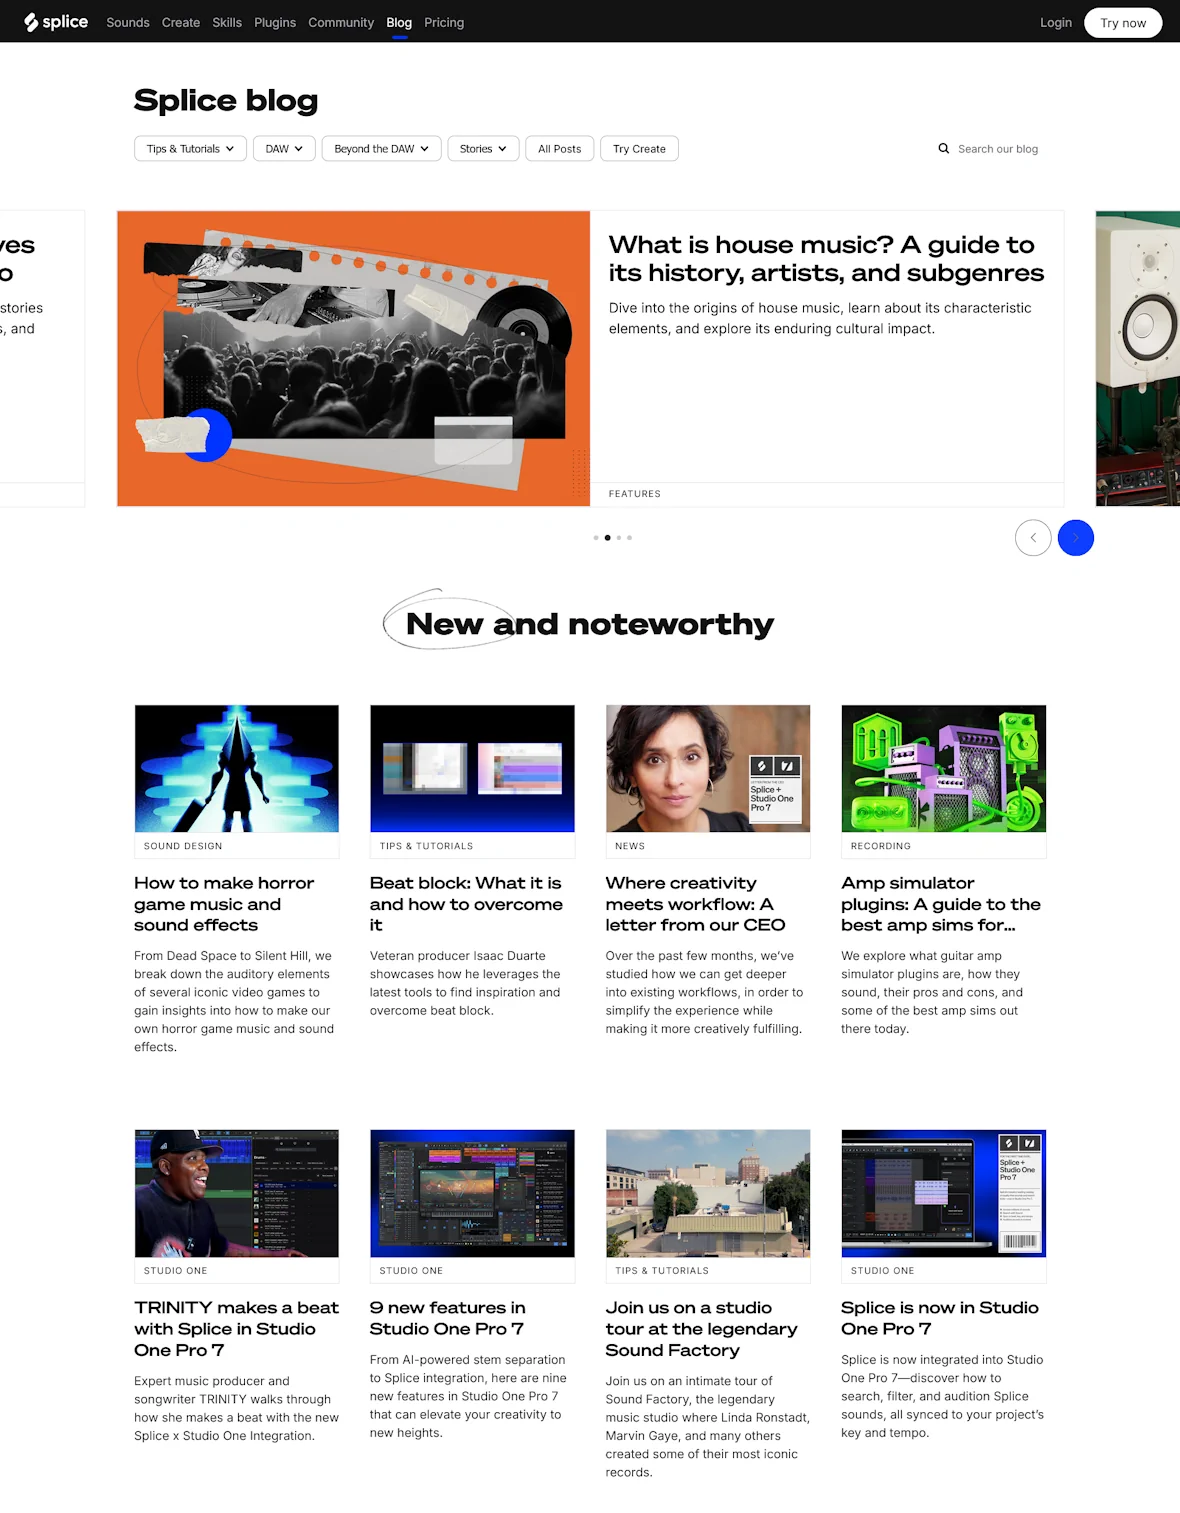 splice Sounds Create Skills Plugins Community Blog Pricing Login Try now
Splice blog
Tips & Tutorials DAW Beyond the DAW Stories All Posts Try Create Search our blog
ves
o
stories
s, and
What is house music? A guide to
its history, artists, and subgenres
Dive into the origins of house music, learn about its characteristic
elements, and explore its enduring cultural impact.
FEATURES
New and noteworthy
SOUND DESIGN
How to make horror
game music and
sound effects
From Dead Space to Silent Hill, we
break down the auditory elements
of several iconic video games to
gain insights into how to make our
own horror game music and sound
effects.
TIPS & TUTORIALS
Beat block: What it is
and how to overcome
it
Veteran producer Isaac Duarte
showcases how he leverages the
latest tools to find inspiration and
overcome beat block.
LETTER FROM THE CEO
Splice +
Studio One
Pro 7
NEWS
Where creativity
meets workflow: A
letter from our CEO
Over the past few months, we’ve
studied how we can get deeper
into existing workflows, in order to
simplify the experience while
making it more creatively fulfilling.
RECORDING
Amp simulator
plugins: A guide to the
best amp sims for...
We explore what guitar amp
simulator plugins are, how they
sound, their pros and cons, and
some of the best amp sims out
there today.
STUDIO ONE
TRINITY makes a beat
with Splice in Studio
One Pro 7
Expert music producer and
songwriter TRINITY walks through
how she makes a beat with the new
Splice x Studio One Integration.
STUDIO ONE
9 new features in
Studio One Pro 7
From AI-powered stem separation
to Splice integration, here are nine
new features in Studio One Pro 7
that can elevate your creativity to
new heights.
TIPS & TUTORIALS
Join us on a studio
tour at the legendary
Sound Factory
Join us on an intimate tour of
Sound Factory, the legendary
music studio where Linda Ronstadt,
Marvin Gaye, and many others
created some of their most iconic
records.
Splice +
Studio One
Pro 7
STUDIO ONE
Splice is now in Studio
One Pro 7
Splice is now integrated into Studio
One Pro 7—discover how to
search, filter, and audition Splice
sounds, all synced to your project’s
key and tempo.